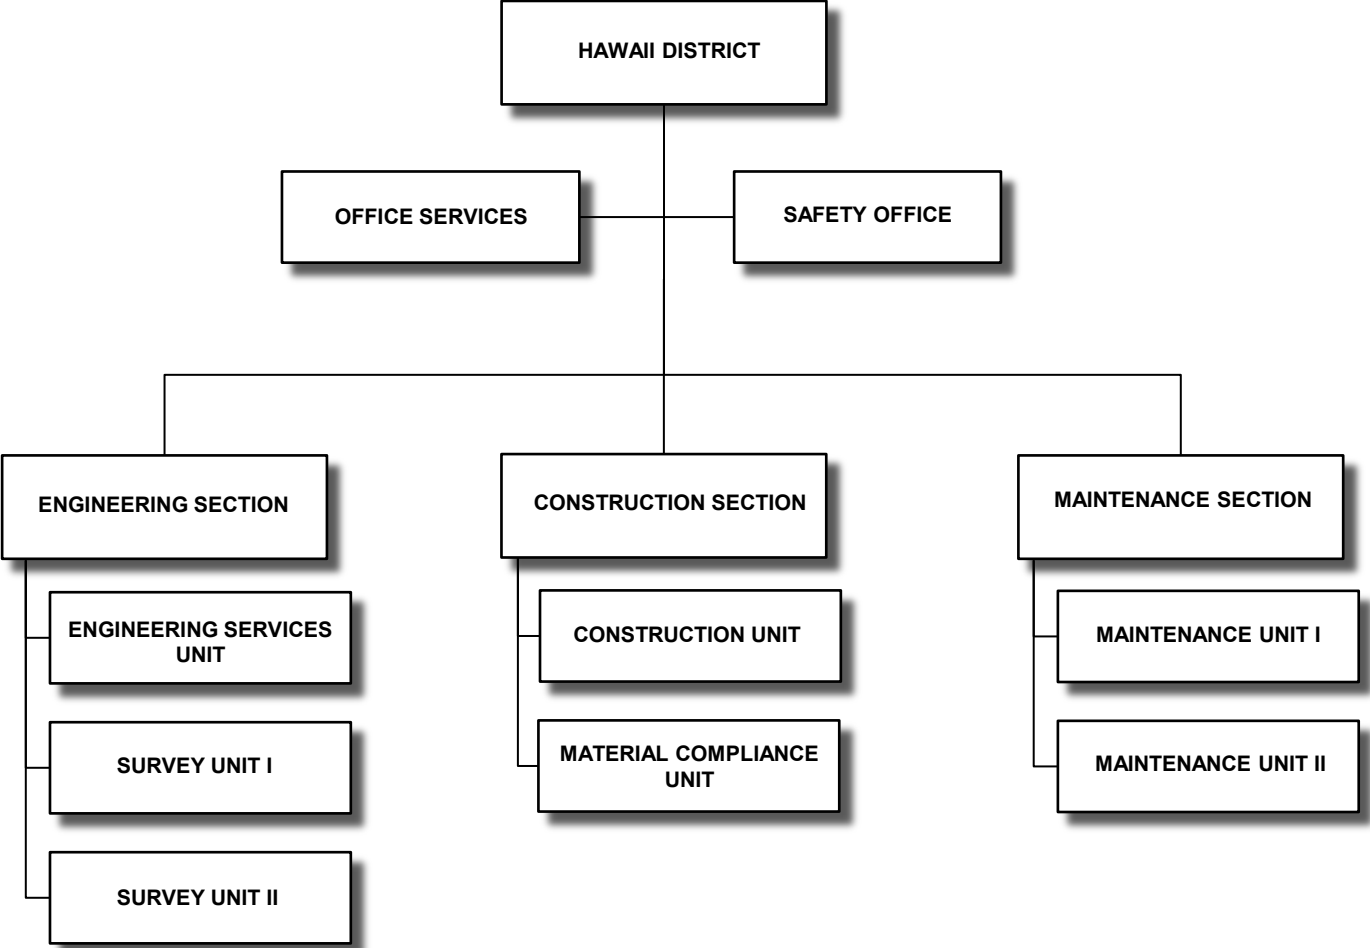 HAWAII DISTRICT
OFFICE SERVICES
SAFETY OFFICE
ENGINEERING SECTION
CONSTRUCTION SECTION
MAINTENANCE SECTION
ENGINEERING SERVICES
UNIT
CONSTRUCTION UNIT
MAINTENANCE UNIT I
SURVEY UNIT I
MATERIAL COMPLIANCE
UNIT
MAINTENANCE UNIT II
SURVEY UNIT II